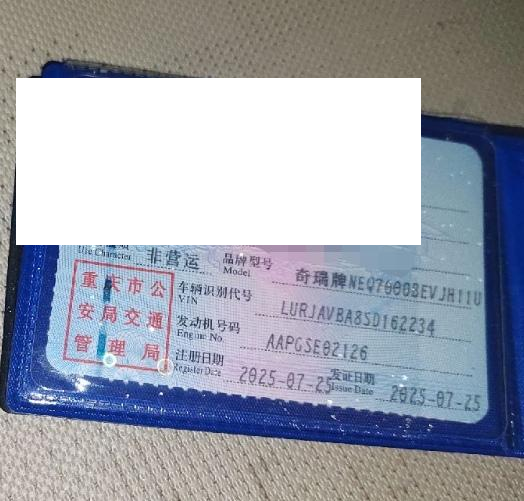 Use Character 非营运 品牌型号 Model 奇瑞牌NEQ7000BEVJH11U
车辆识别代号 VIN LURJAVBA8SD162234
发动机号码 Engine No. AAPGSE02126
注册日期 Register Date 2025-07-25 发证日期 Issue Date 2025-07-25
重庆市公
安局交通
管理局